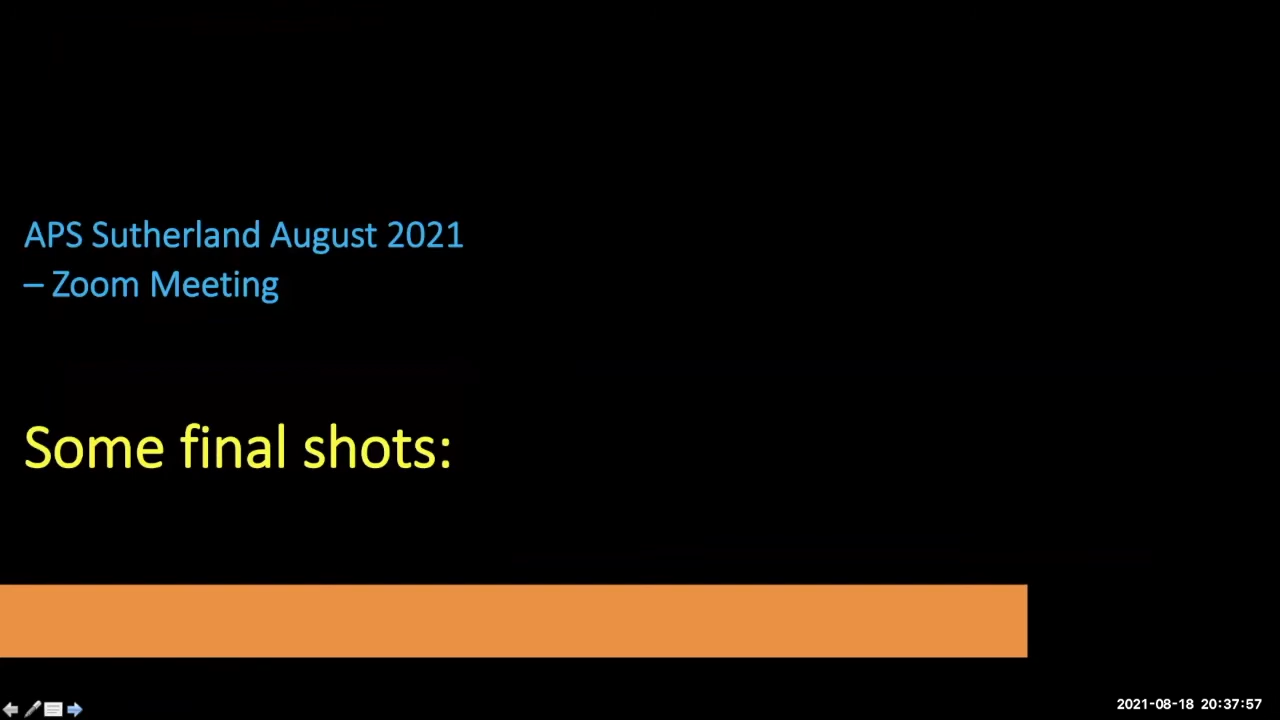 APS Sutherland August 2021
– Zoom Meeting
Some final shots:
2021-08-18 20:37:57